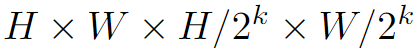 H × W × H/2^k × W/2^k